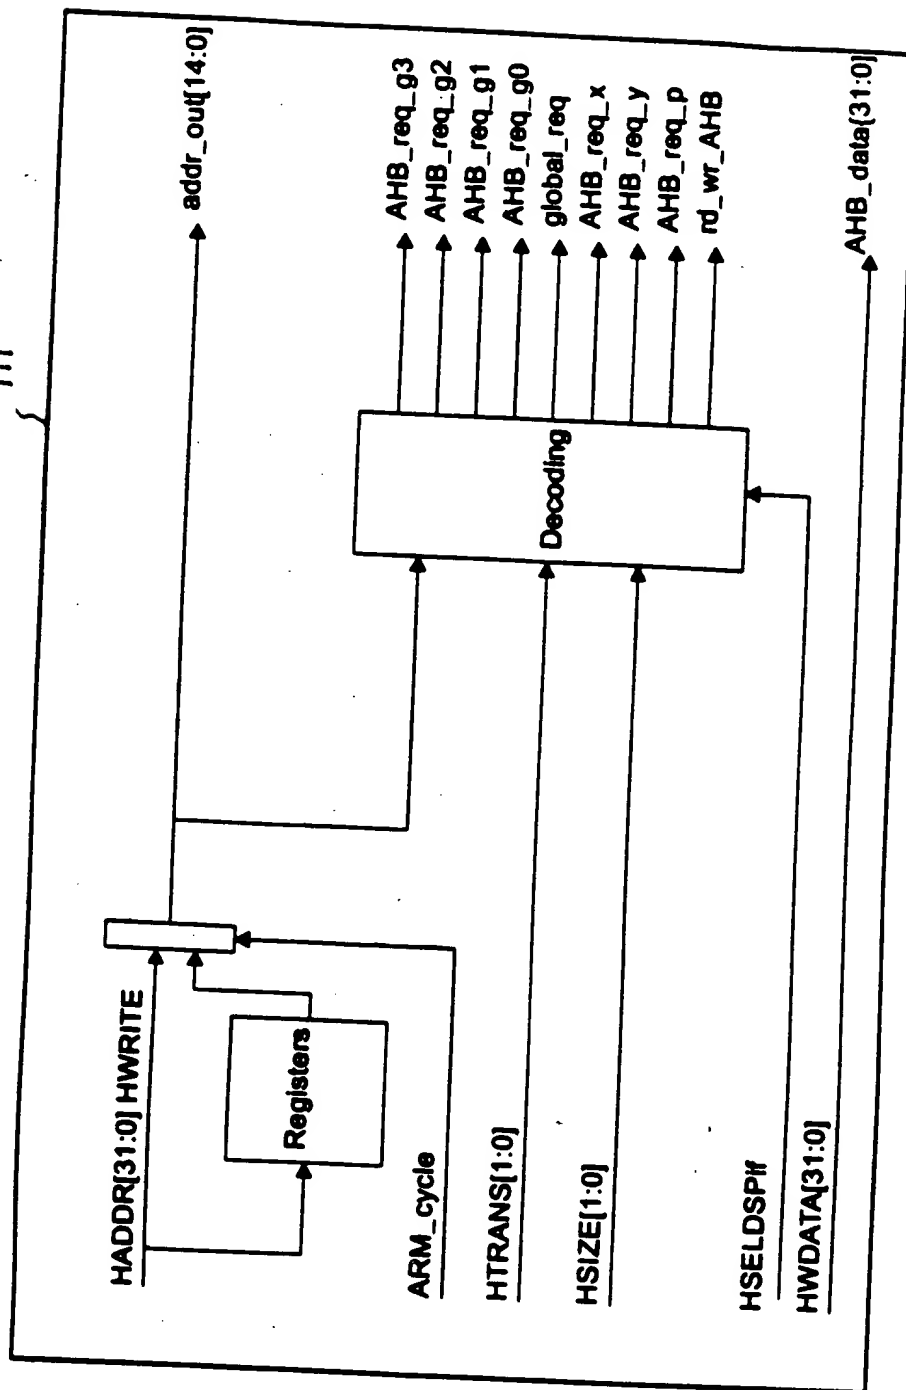 111
HADDR[31:0] HWRITE
Registers
ARM_cycle
HTRANS[1:0]
HSIZE[1:0]
HSELDSPIf
HWDATA[31:0]
Decoding
addr_out[14:0]
AHB_req_g3
AHB_req_g2
AHB_req_g1
AHB_req_g0
global_req
AHB_req_x
AHB_req_y
AHB_req_p
rd_wr_AHB
AHB_data[31:0]